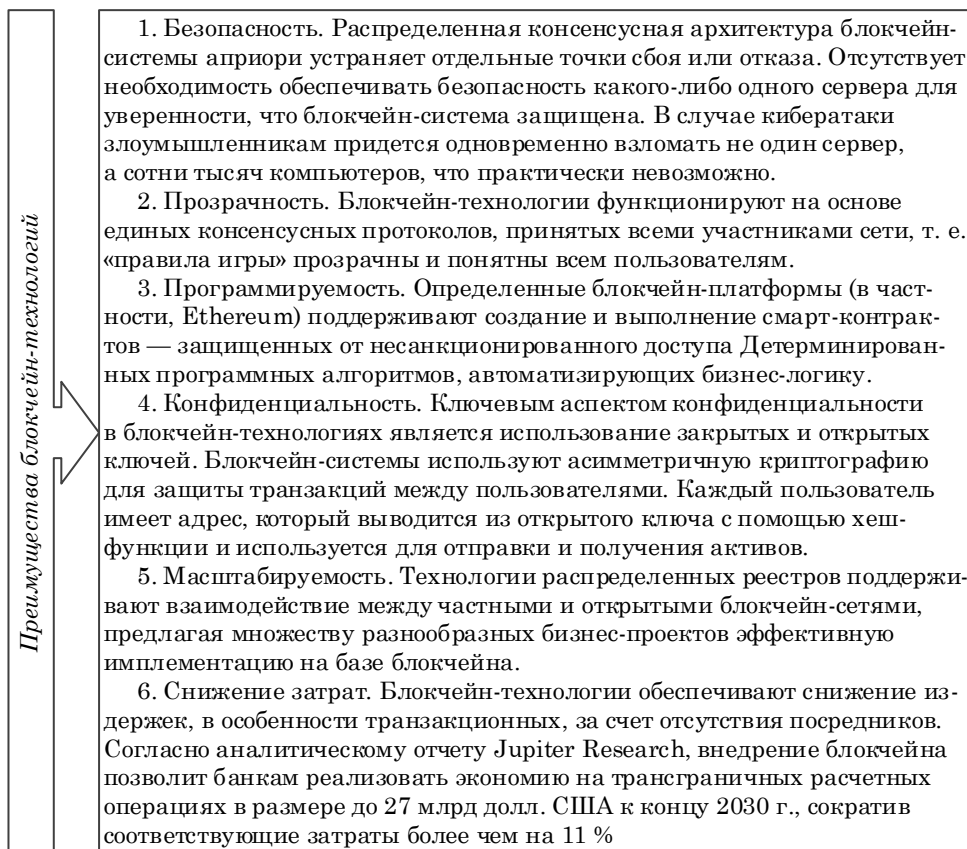 Преимущества блокчейн-технологий
1. Безопасность. Распределенная консенсусная архитектура блокчейн-
системы априори устраняет отдельные точки сбоя или отказа. Отсутствует
необходимость обеспечивать безопасность какого-либо одного сервера для
уверенности, что блокчейн-система защищена. В случае кибератаки
злоумышленникам придется одновременно взломать не один сервер,
а сотни тысяч компьютеров, что практически невозможно.
2. Прозрачность. Блокчейн-технологии функционируют на основе
единых консенсусных протоколов, принятых всеми участниками сети, т. е.
«правила игры» прозрачны и понятны всем пользователям.
3. Программируемость. Определенные блокчейн-платформы (в част-
ности, Ethereum) поддерживают создание и выполнение смарт-контрак-
тов — защищенных от несанкционированного доступа Детерминирован-
ных программных алгоритмов, автоматизирующих бизнес-логику.
4. Конфиденциальность. Ключевым аспектом конфиденциальности
в блокчейн-технологиях является использование закрытых и открытых
ключей. Блокчейн-системы используют асимметричную криптографию
для защиты транзакций между пользователями. Каждый пользователь
имеет адрес, который выводится из открытого ключа с помощью хеш-
функции и используется для отправки и получения активов.
5. Масштабируемость. Технологии распределенных реестров поддержи-
вают взаимодействие между частными и открытыми блокчейн-сетями,
предлагая множеству разнообразных бизнес-проектов эффективную
имплементацию на базе блокчейна.
6. Снижение затрат. Блокчейн-технологии обеспечивают снижение из-
держек, в особенности транзакционных, за счет отсутствия посредников.
Согласно аналитическому отчету Jupiter Research, внедрение блокчейна
позволит банкам реализовать экономию на трансграничных расчетных
операциях в размере до 27 млрд долл. США к концу 2030 г., сократив
соответствующие затраты более чем на 11 %